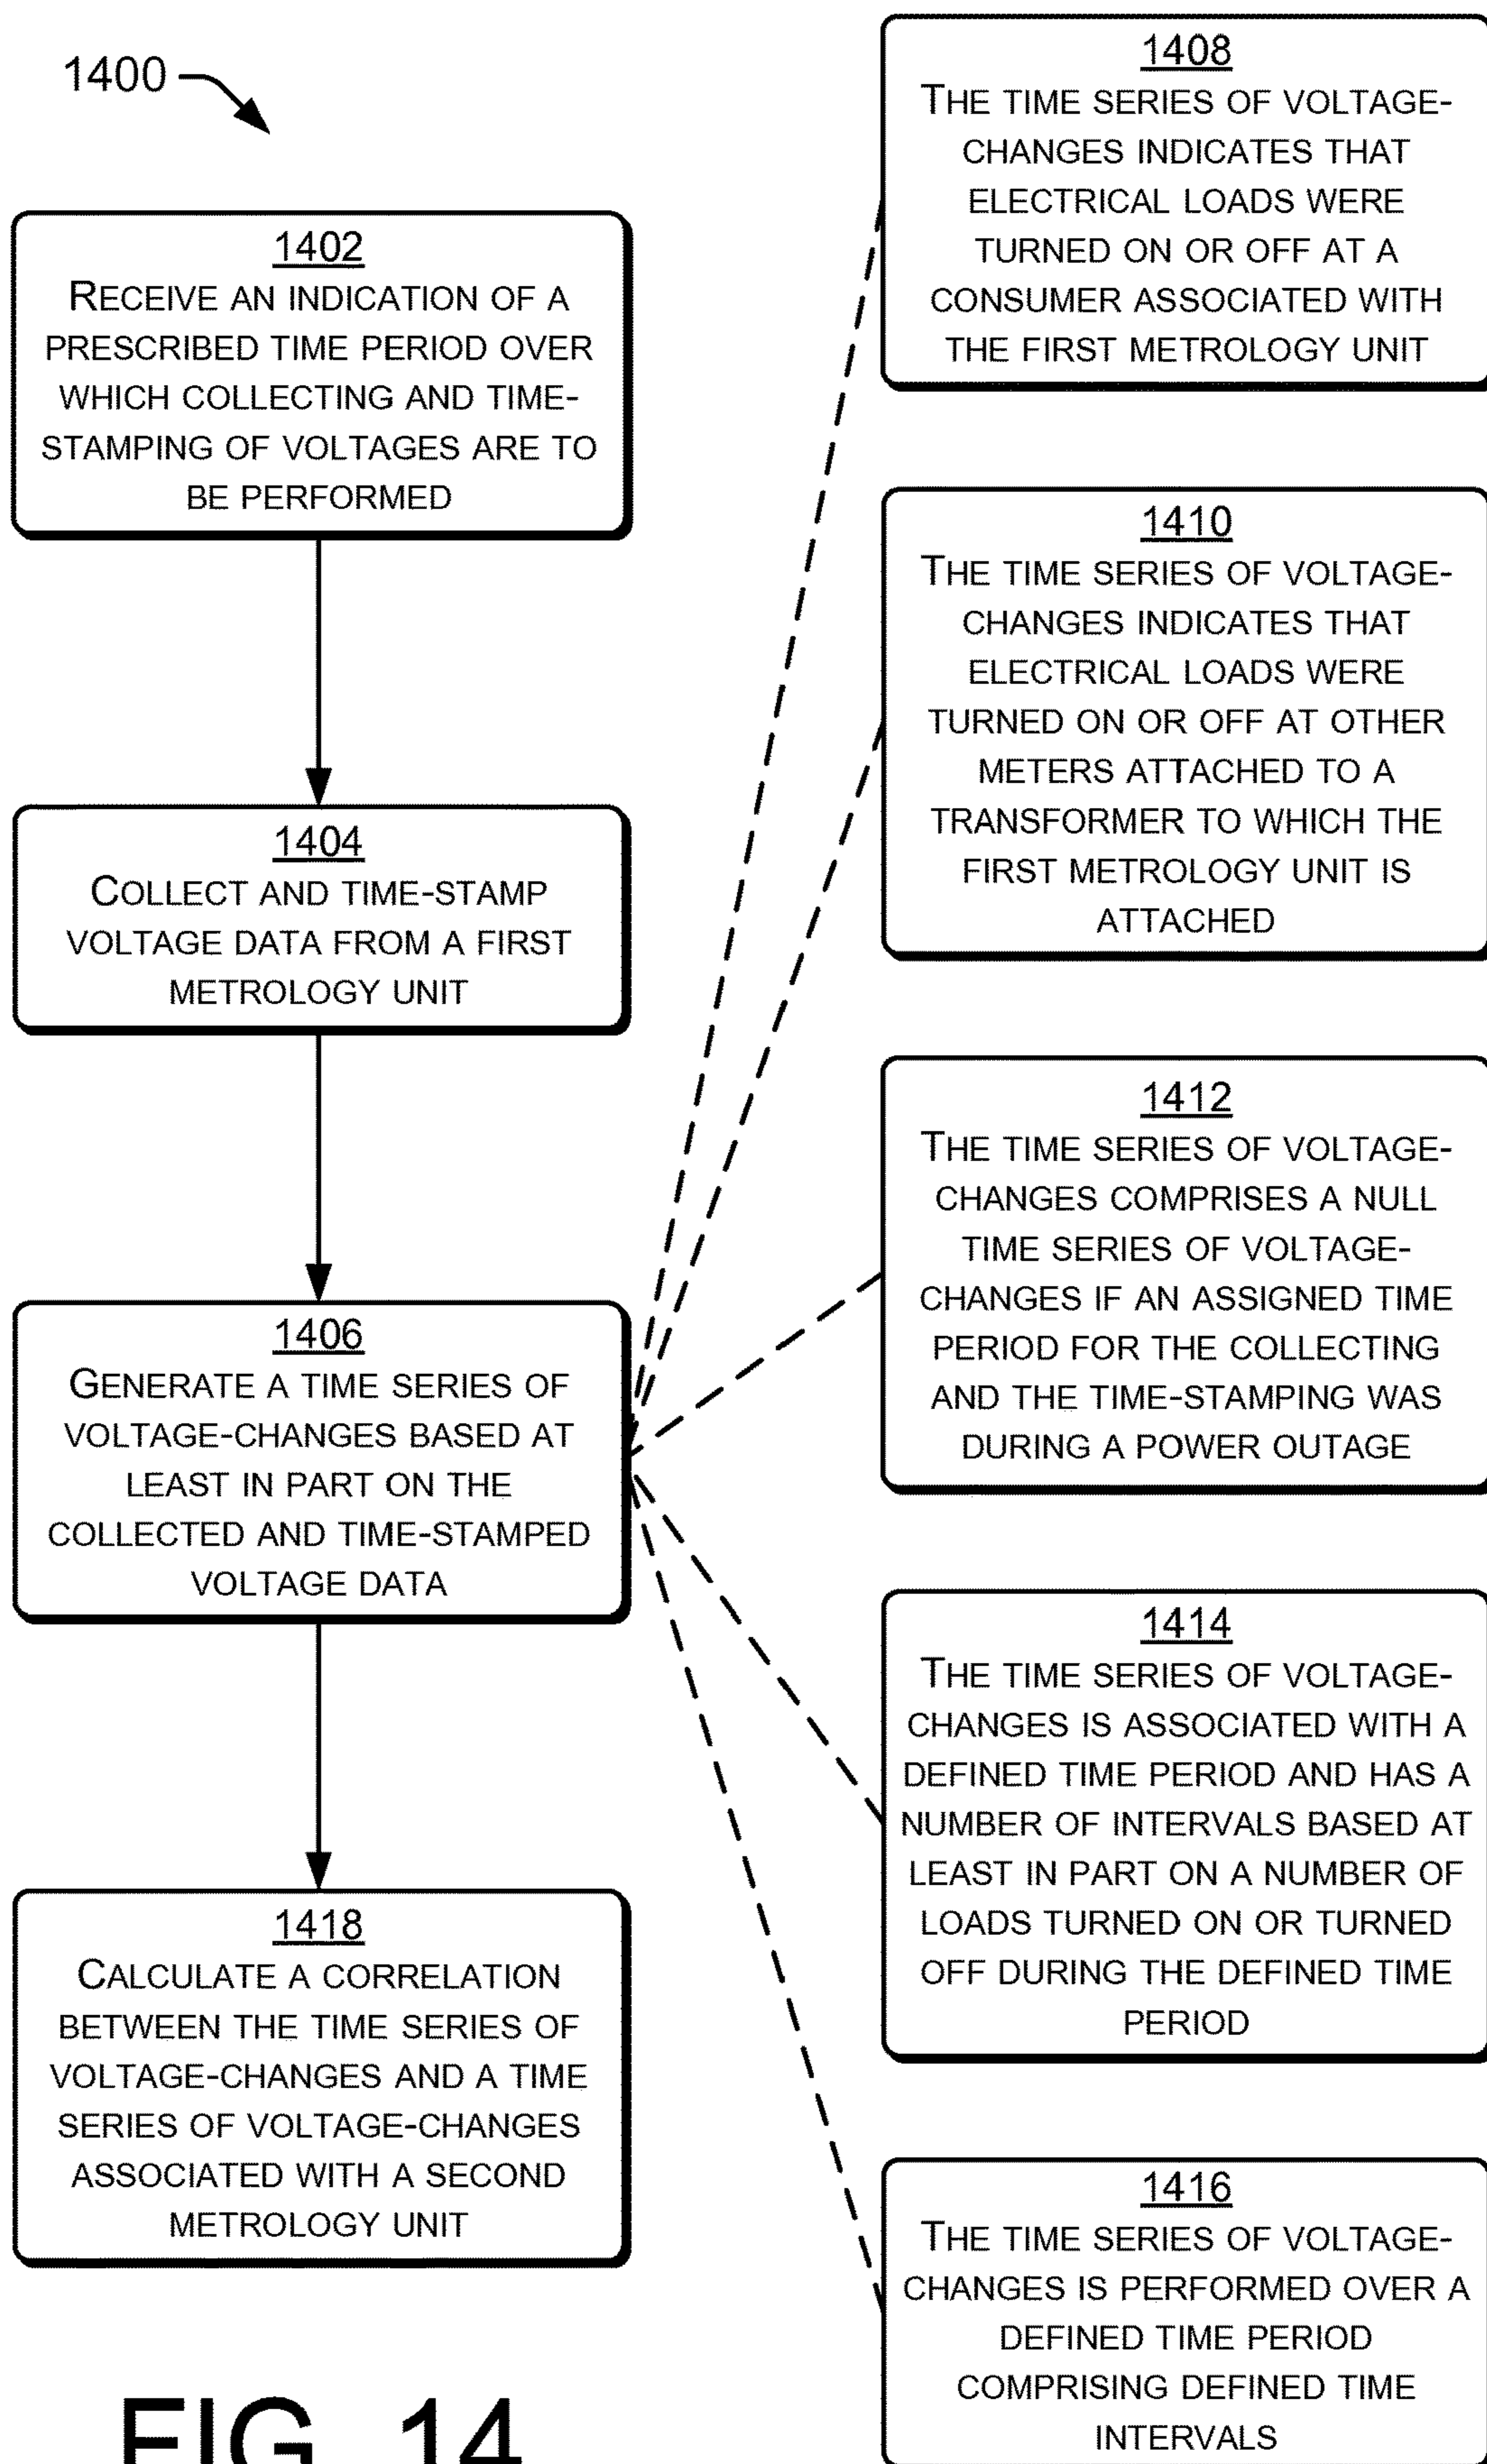 1400
1402
RECEIVE AN INDICATION OF A
PRESCRIBED TIME PERIOD OVER
WHICH COLLECTING AND TIME-
STAMPING OF VOLTAGES ARE TO
BE PERFORMED
1404
COLLECT AND TIME-STAMP
VOLTAGE DATA FROM A FIRST
METROLOGY UNIT
1406
GENERATE A TIME SERIES OF
VOLTAGE-CHANGES BASED AT
LEAST IN PART ON THE
COLLECTED AND TIME-STAMPED
VOLTAGE DATA
1418
CALCULATE A CORRELATION
BETWEEN THE TIME SERIES OF
VOLTAGE-CHANGES AND A TIME
SERIES OF VOLTAGE-CHANGES
ASSOCIATED WITH A SECOND
METROLOGY UNIT
1408
THE TIME SERIES OF VOLTAGE-
CHANGES INDICATES THAT
ELECTRICAL LOADS WERE
TURNED ON OR OFF AT A
CONSUMER ASSOCIATED WITH
THE FIRST METROLOGY UNIT
1410
THE TIME SERIES OF VOLTAGE-
CHANGES INDICATES THAT
ELECTRICAL LOADS WERE
TURNED ON OR OFF AT OTHER
METERS ATTACHED TO A
TRANSFORMER TO WHICH THE
FIRST METROLOGY UNIT IS
ATTACHED
1412
THE TIME SERIES OF VOLTAGE-
CHANGES COMPRISES A NULL
TIME SERIES OF VOLTAGE-
CHANGES IF AN ASSIGNED TIME
PERIOD FOR THE COLLECTING
AND THE TIME-STAMPING WAS
DURING A POWER OUTAGE
1414
THE TIME SERIES OF VOLTAGE-
CHANGES IS ASSOCIATED WITH A
DEFINED TIME PERIOD AND HAS A
NUMBER OF INTERVALS BASED AT
LEAST IN PART ON A NUMBER OF
LOADS TURNED ON OR TURNED
OFF DURING THE DEFINED TIME
PERIOD
1416
THE TIME SERIES OF VOLTAGE-
CHANGES IS PERFORMED OVER A
DEFINED TIME PERIOD
COMPRISING DEFINED TIME
INTERVALS
FIG. 14